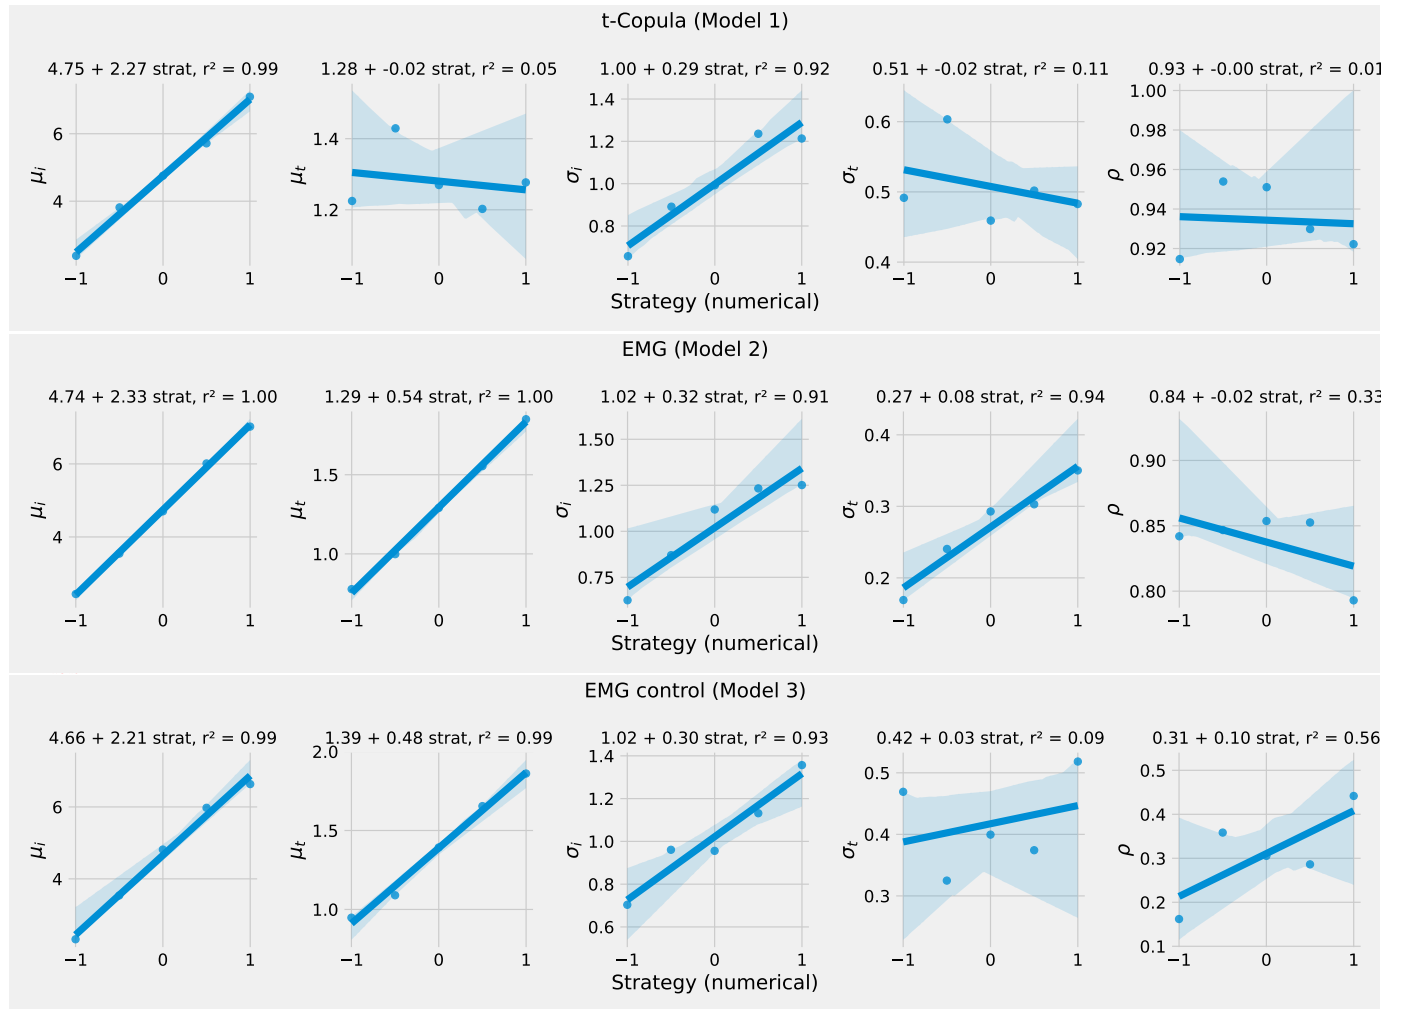 t-Copula (Model 1)
4.75 + 2.27 strat, r² = 0.99
1.28 + -0.02 strat, r² = 0.05
1.00 + 0.29 strat, r² = 0.92
0.51 + -0.02 strat, r² = 0.11
0.93 + -0.00 strat, r² = 0.01
μi
6
4
−1 0 1
μt
1.4
1.2
−1 0 1
σi
1.4
1.2
1.0
0.8
−1 0 1
σt
0.6
0.5
0.4
−1 0 1
ρ
1.00
0.98
0.96
0.94
0.92
−1 0 1
Strategy (numerical)
EMG (Model 2)
4.74 + 2.33 strat, r² = 1.00
1.29 + 0.54 strat, r² = 1.00
1.02 + 0.32 strat, r² = 0.91
0.27 + 0.08 strat, r² = 0.94
0.84 + -0.02 strat, r² = 0.33
μi
6
4
−1 0 1
μt
1.5
1.0
−1 0 1
σi
1.50
1.25
1.00
0.75
−1 0 1
σt
0.4
0.3
0.2
−1 0 1
ρ
0.90
0.85
0.80
−1 0 1
Strategy (numerical)
EMG control (Model 3)
4.66 + 2.21 strat, r² = 0.99
1.39 + 0.48 strat, r² = 0.99
1.02 + 0.30 strat, r² = 0.93
0.42 + 0.03 strat, r² = 0.09
0.31 + 0.10 strat, r² = 0.56
μi
6
4
−1 0 1
μt
2.0
1.5
1.0
−1 0 1
σi
1.4
1.2
1.0
0.8
0.6
−1 0 1
σt
0.5
0.4
0.3
−1 0 1
ρ
0.5
0.4
0.3
0.2
0.1
−1 0 1
Strategy (numerical)